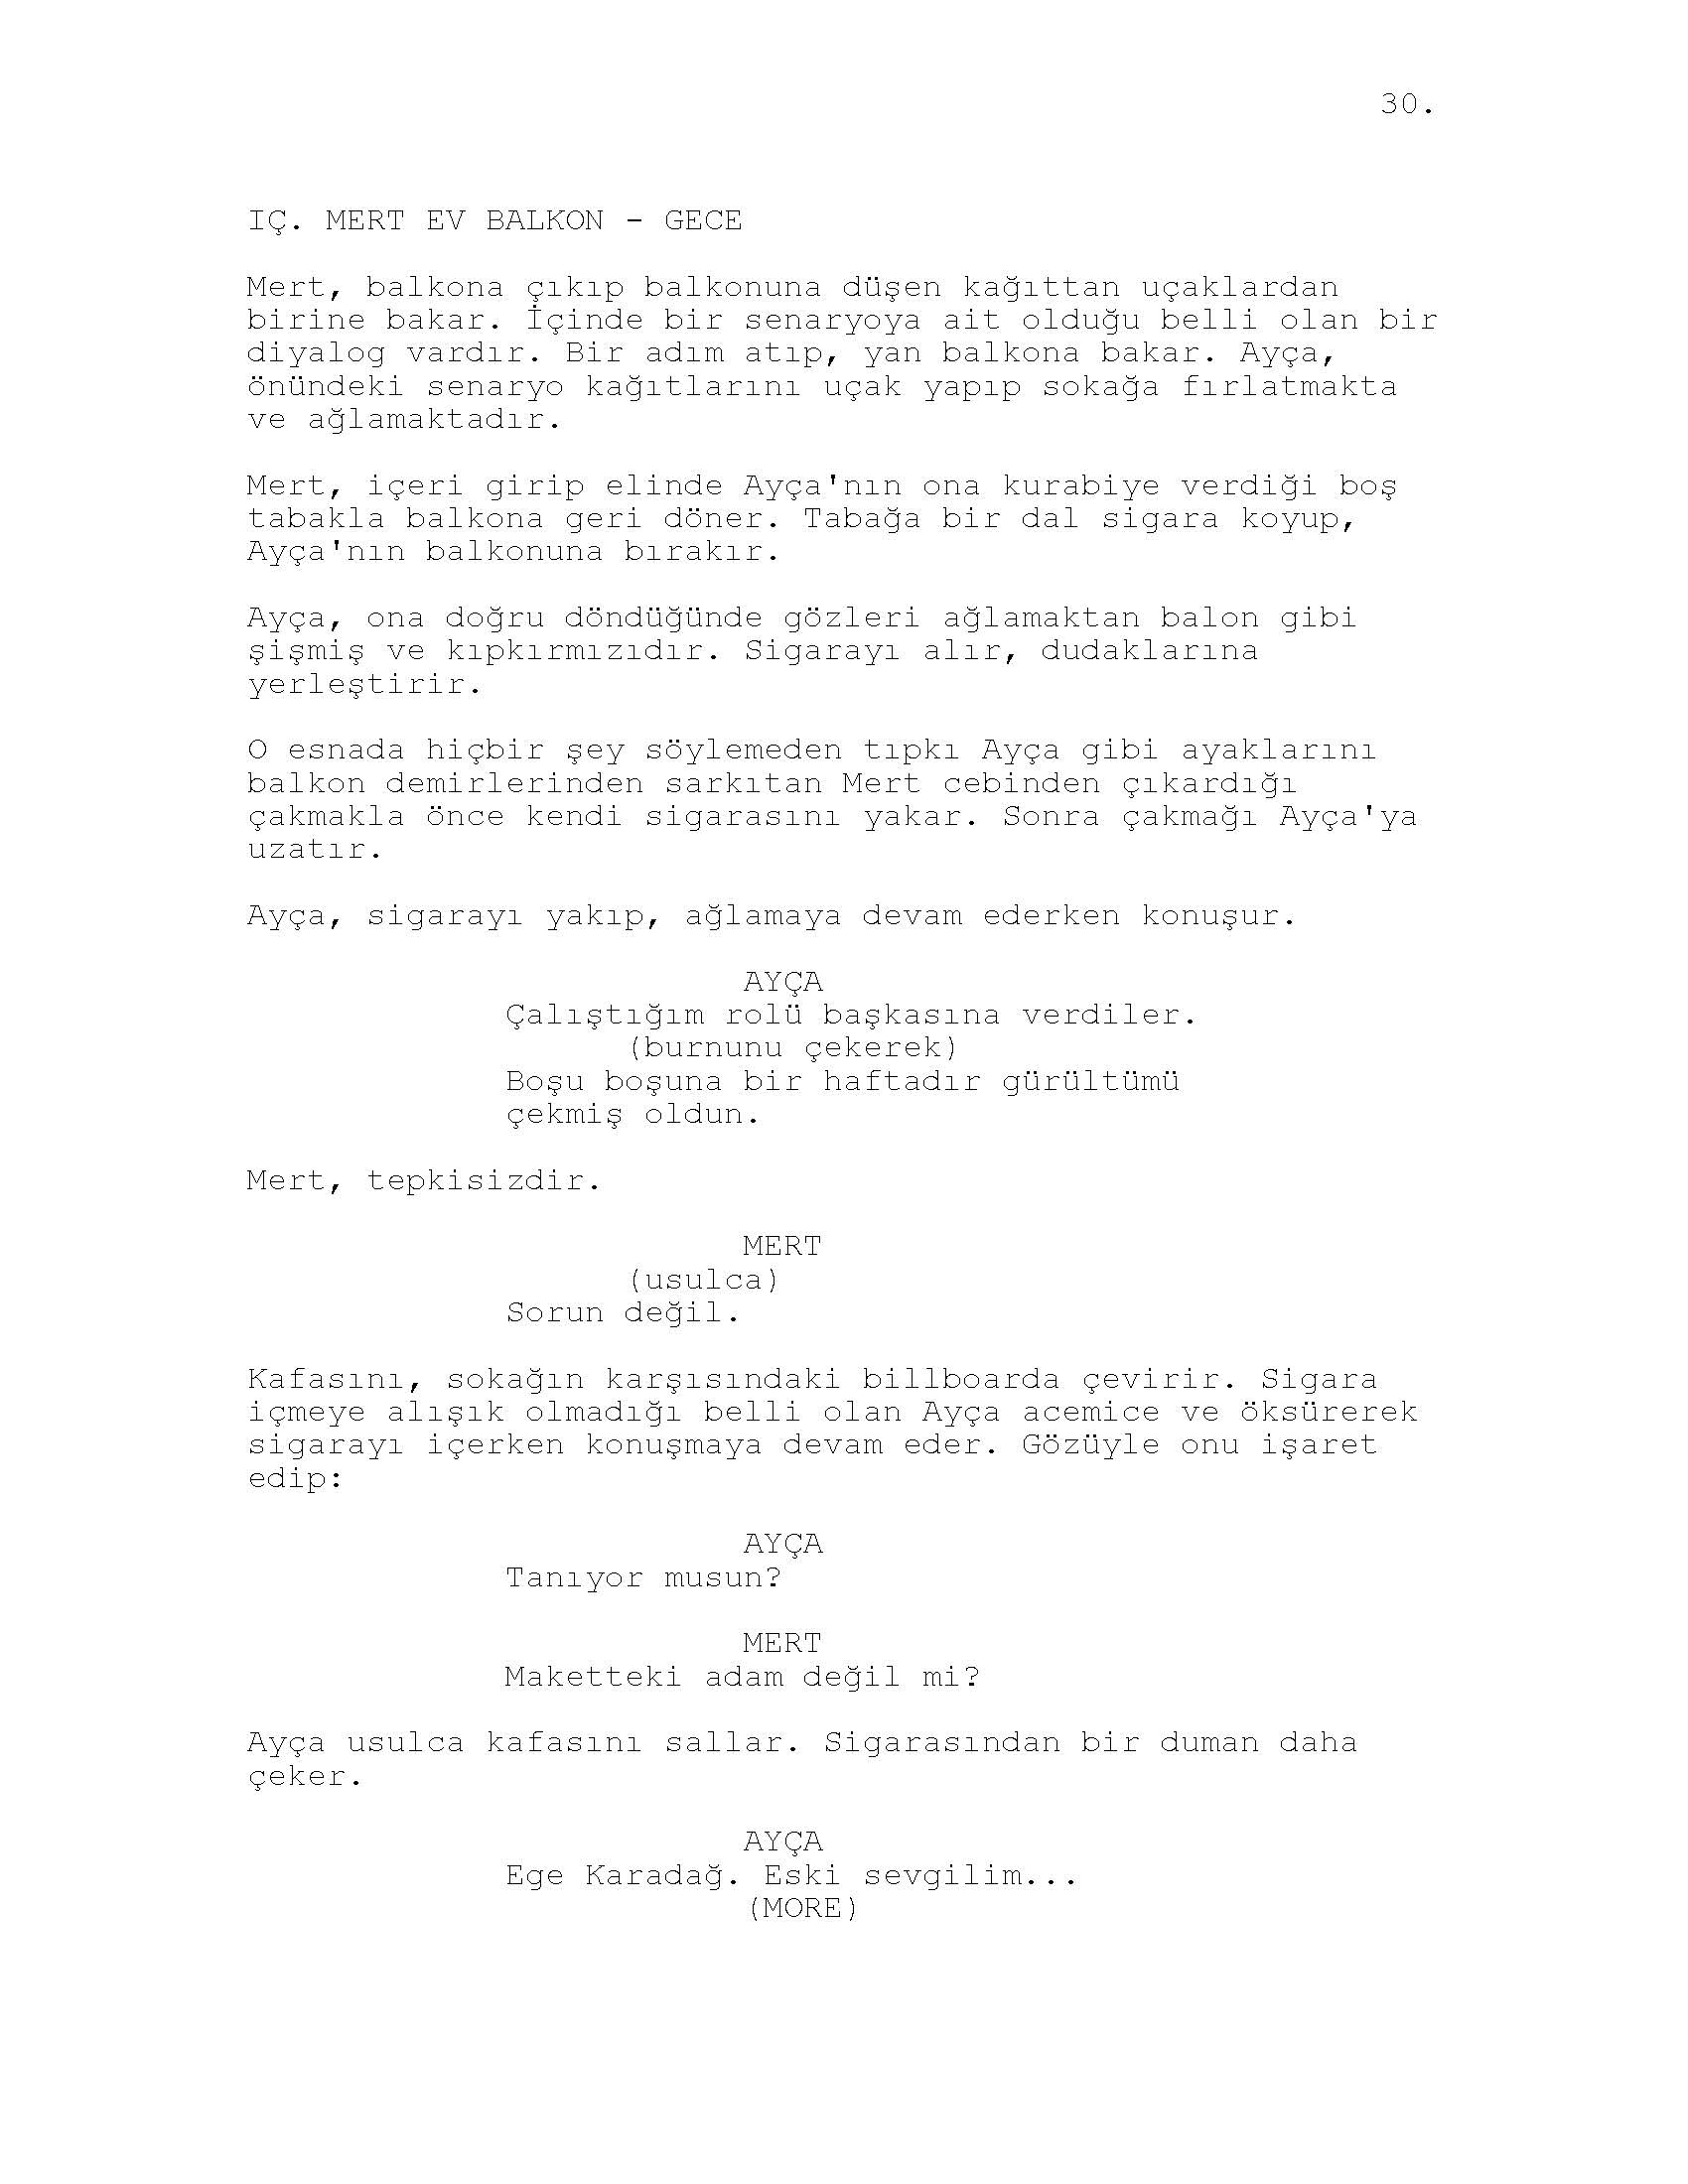 30.
IÇ. MERT EV BALKON - GECE
Mert, balkona çıkıp balkonuna düşen kağıttan uçaklardan
birine bakar. İçinde bir senaryoya ait olduğu belli olan bir
diyalog vardır. Bir adım atıp, yan balkona bakar. Ayça,
önündeki senaryo kağıtlarını uçak yapıp sokağa fırlatmakta
ve ağlamaktadır.
Mert, içeri girip elinde Ayça'nın ona kurabiye verdiği boş
tabakla balkona geri döner. Tabağa bir dal sigara koyup,
Ayça'nın balkonuna bırakır.
Ayça, ona doğru döndüğünde gözleri ağlamaktan balon gibi
şişmiş ve kıpkırmızıdır. Sigarayı alır, dudaklarına
yerleştirir.
O esnada hiçbir şey söylemeden tıpkı Ayça gibi ayaklarını
balkon demirlerinden sarkıtan Mert cebinden çıkardığı
çakmakla önce kendi sigarasını yakar. Sonra çakmağı Ayça'ya
uzatır.
Ayça, sigarayı yakıp, ağlamaya devam ederken konuşur.
AYÇA
Çalıştığım rolü başkasına verdiler.
(burnunu çekerek)
Boşu boşuna bir haftadır gürültümü
çekmiş oldun.
Mert, tepkisizdir.
MERT
(usulca)
Sorun değil.
Kafasını, sokağın karşısındaki billboarda çevirir. Sigara
içmeye alışık olmadığı belli olan Ayça acemice ve öksürerek
sigarayı içerken konuşmaya devam eder. Gözüyle onu işaret
edip:
AYÇA
Tanıyor musun?
MERT
Maketteki adam değil mi?
Ayça usulca kafasını sallar. Sigarasından bir duman daha
çeker.
AYÇA
Ege Karadağ. Eski sevgilim...
(MORE)